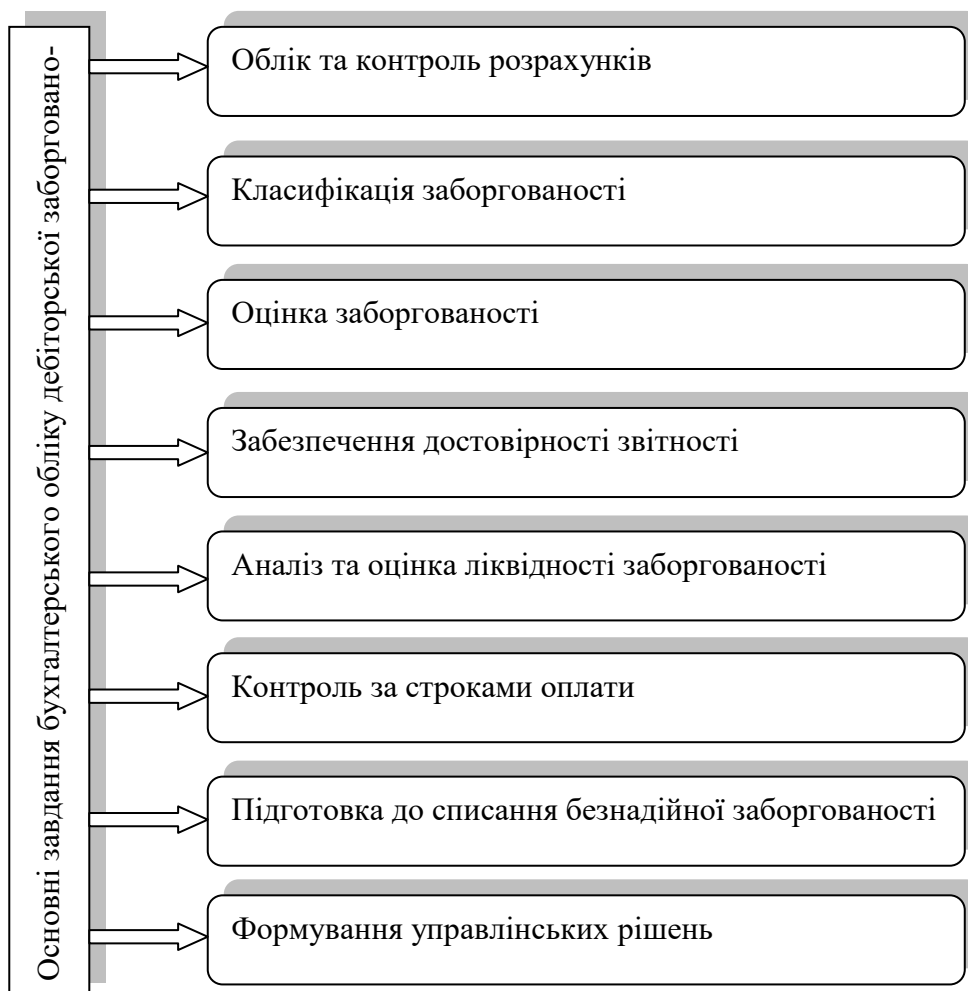 Основні завдання бухгалтерського обліку дебіторської заборговано-
Облік та контроль розрахунків
Класифікація заборгованості
Оцінка заборгованості
Забезпечення достовірності звітності
Аналіз та оцінка ліквідності заборгованості
Контроль за строками оплати
Підготовка до списання безнадійної заборгованості
Формування управлінських рішень